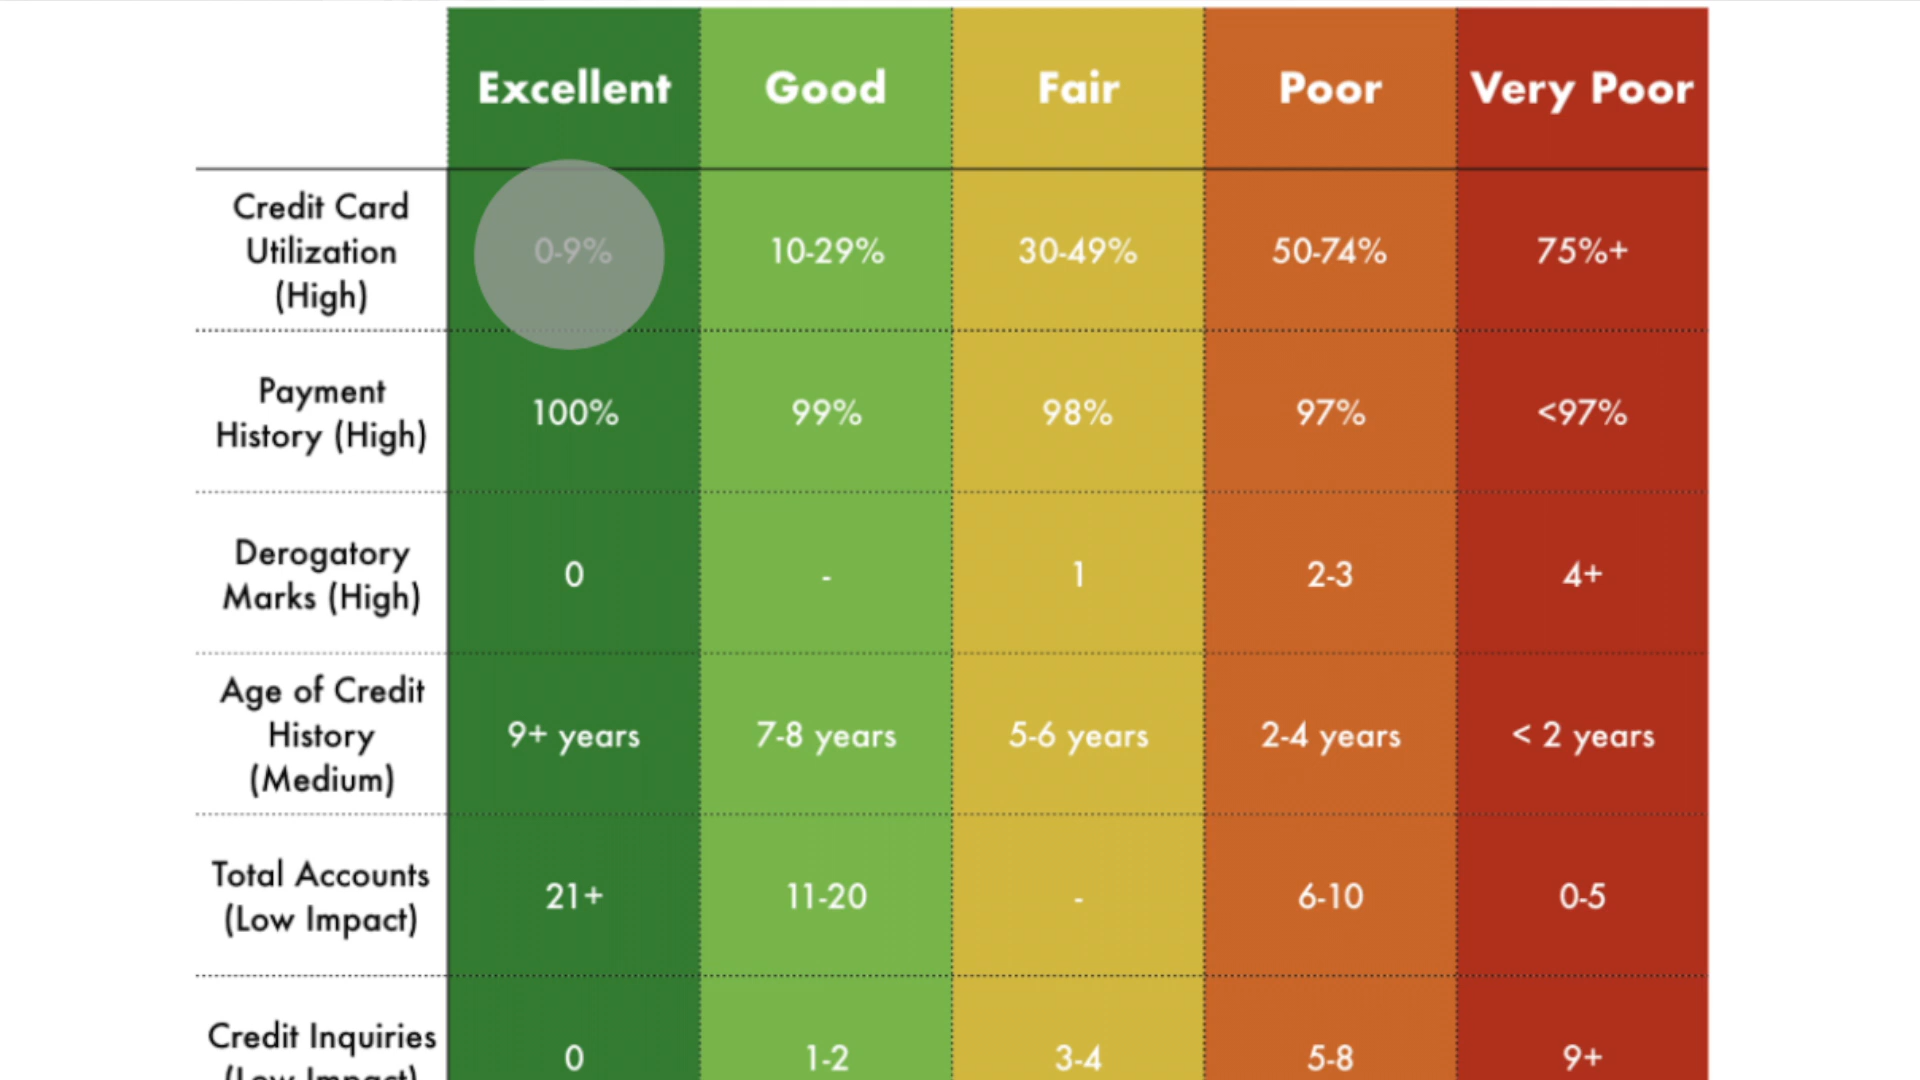 Excellent Good Fair Poor Very Poor
Credit Card
Utilization
(High)
0-9% 10-29% 30-49% 50-74% 75%+
Payment
History (High)
100% 99% 98% 97% <97%
Derogatory
Marks (High)
0 - 1 2-3 4+
Age of Credit
History
(Medium)
9+ years 7-8 years 5-6 years 2-4 years < 2 years
Total Accounts
(Low Impact)
21+ 11-20 - 6-10 0-5
Credit Inquiries
(Low Impact)
0 1-2 3-4 5-8 9+